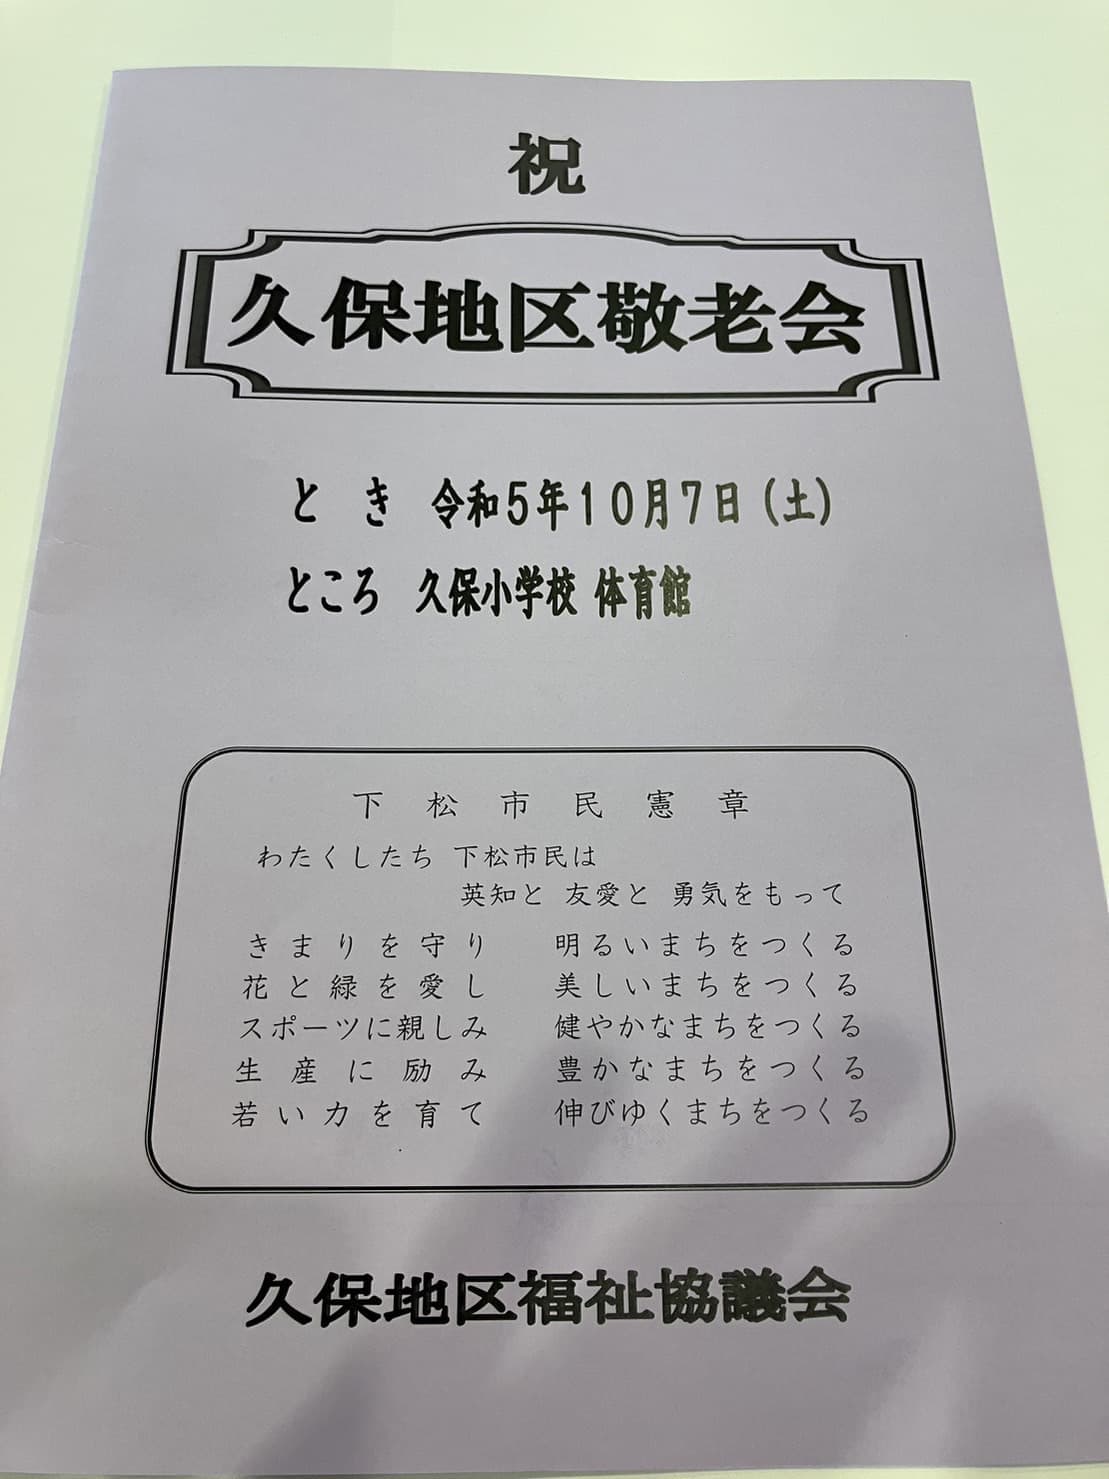 祝
久保地区敬老会
とき 令和5年10月7日(土)
ところ 久保小学校 体育館
下松市民憲章
わたくしたち 下松市民は
英知と 友愛と 勇気をもって
きまりを守り 明るいまちをつくる
花と緑を愛し 美しいまちをつくる
スポーツに親しみ 健やかなまちをつくる
生産に励み 豊かなまちをつくる
若い力を育て 伸びゆくまちをつくる
久保地区福祉協議会